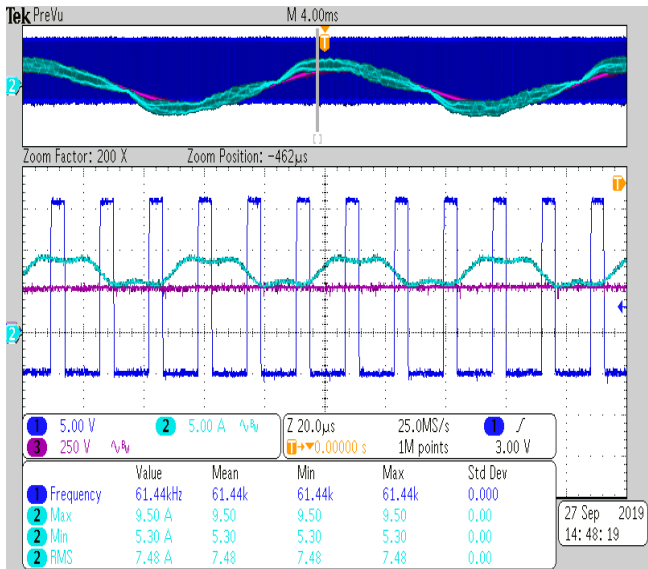 Tek PreVu M 4.00ms
T
2
Zoom Factor: 200 X Zoom Position: -462µs
T
2
1 5.00 V 2 5.00 A
3 250 V
Z 20.0µs 25.0MS/s 1
T→▼0.00000 s 1M points 3.00 V
Value Mean Min Max Std Dev
1 Frequency 61.44kHz 61.44k 61.44k 61.44k 0.000
2 Max 9.50 A 9.50 9.50 9.50 0.00
2 Min 5.30 A 5.30 5.30 5.30 0.00
2 RMS 7.48 A 7.48 7.48 7.48 0.00
27 Sep 2019
14:48:19